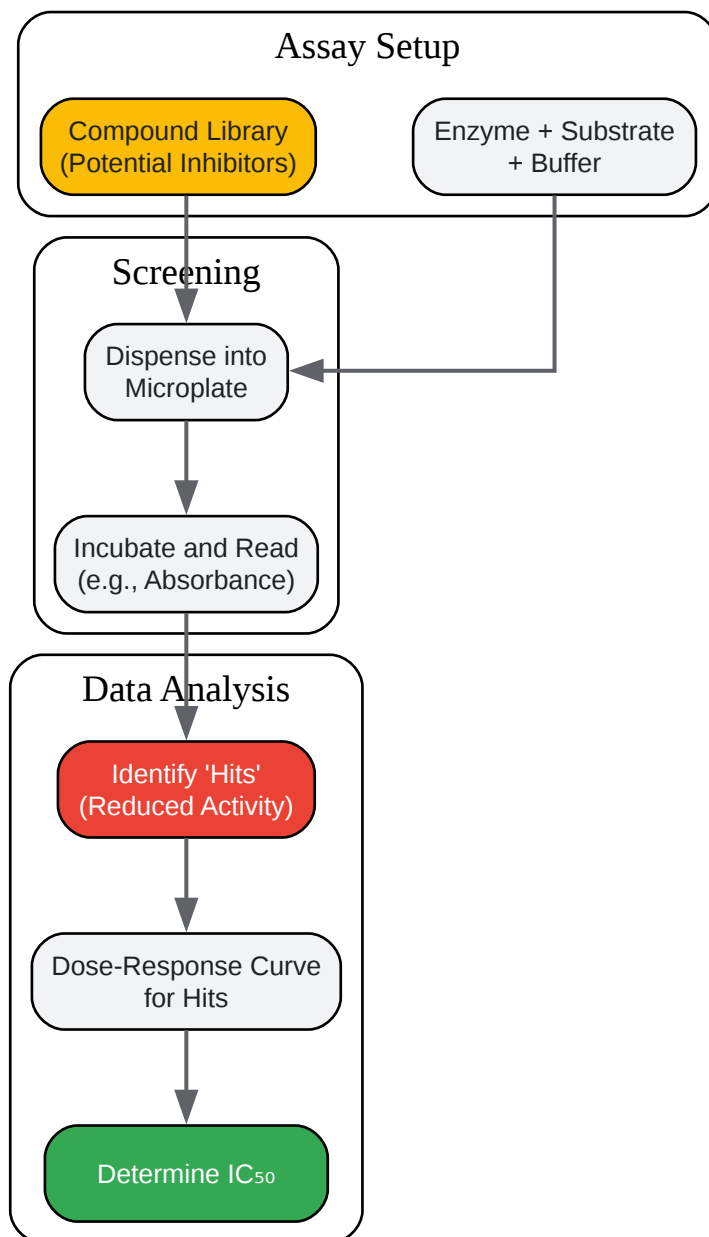 Assay Setup
Compound Library
(Potential Inhibitors)
Enzyme + Substrate
+ Buffer
Screening
Dispense into
Microplate
Incubate and Read
(e.g., Absorbance)
Data Analysis
Identify 'Hits'
(Reduced Activity)
Dose-Response Curve
for Hits
Determine IC₅₀